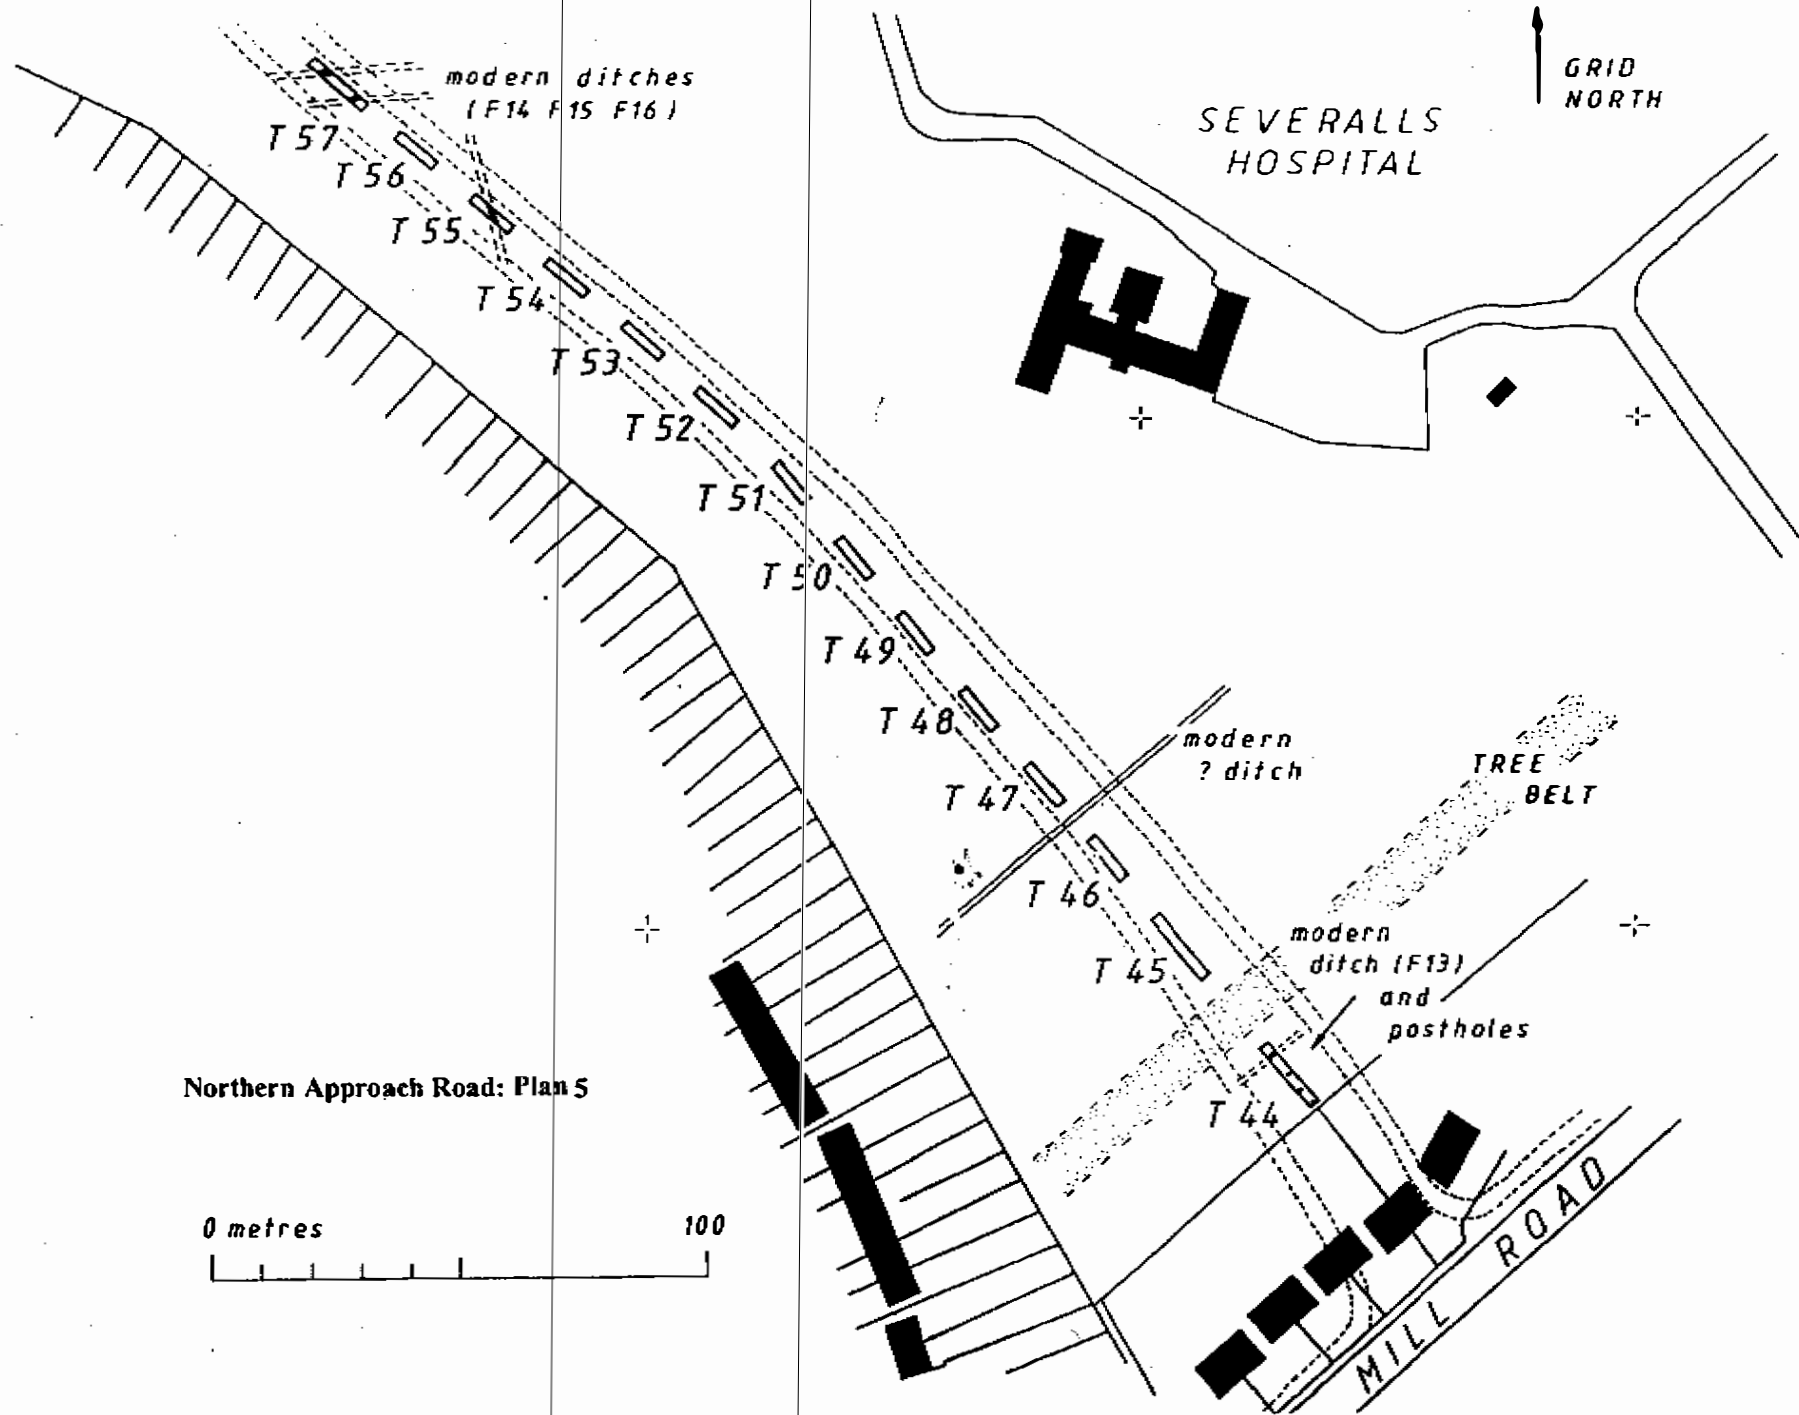 modern ditches
(F14 F15 F16)
GRID
NORTH
SEVERALLS
HOSPITAL
T 57
T 56
T 55
T 54
T 53
T 52
T 51
T 50
T 49
T 48
modern
? ditch
T 47
TREE
BELT
T 46
modern
ditch (F13)
and
postholes
T 45
T 44
Northern Approach Road: Plan 5
0 metres 100
MILL ROAD